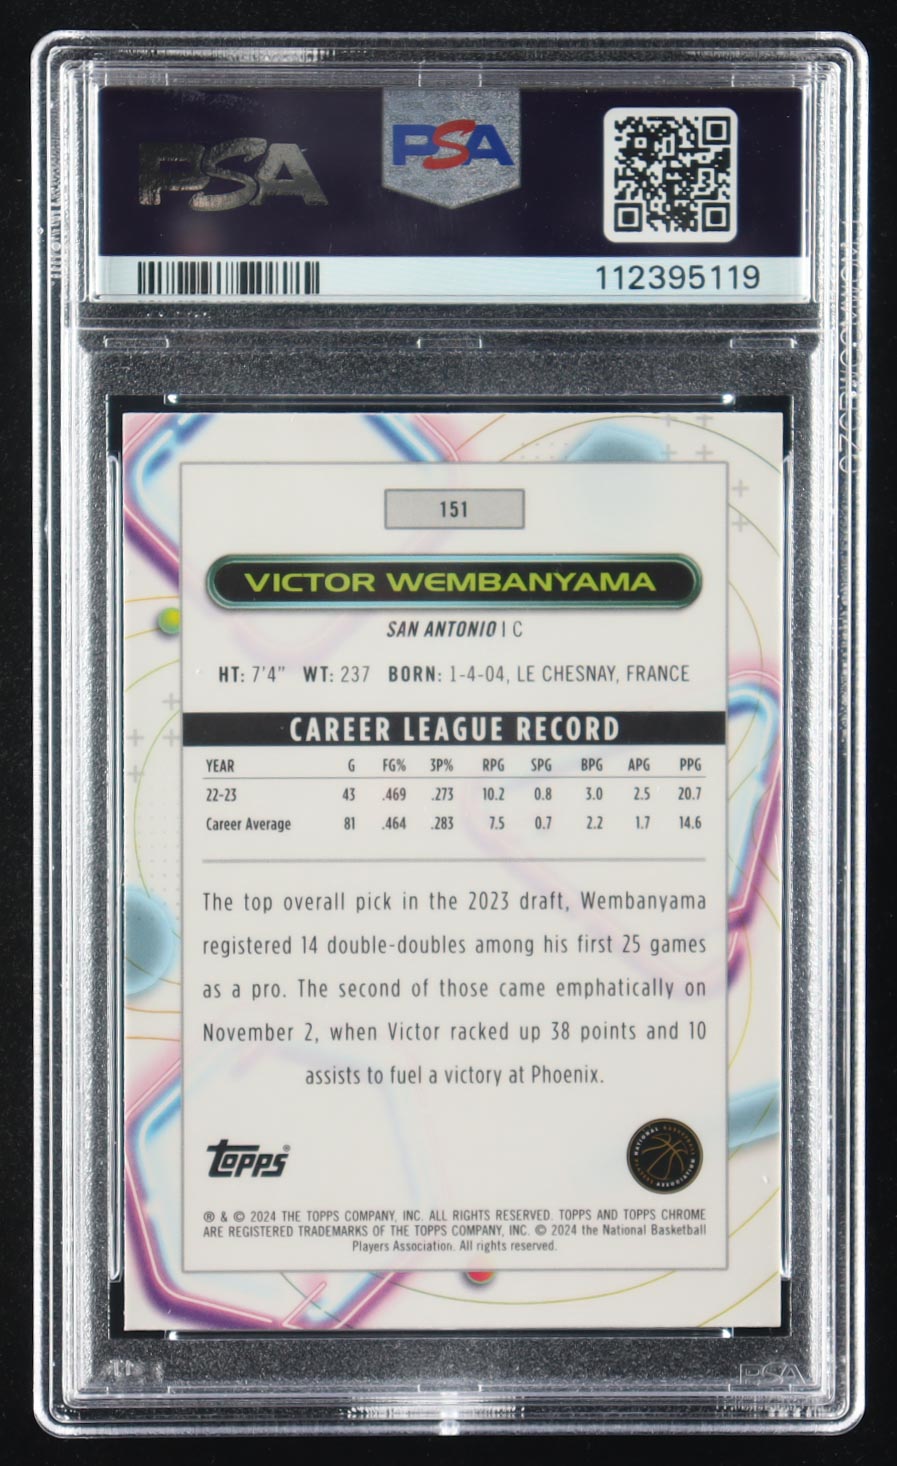 PSA
PSA
112395119
151
VICTOR WEMBANYAMA
SAN ANTONIO | C
HT: 7'4" WT: 237 BORN: 1-4-04, LE CHESNAY, FRANCE
CAREER LEAGUE RECORD
YEAR G FG% 3P% RPG SPG BPG APG PPG
22-23 43 .469 .273 10.2 0.8 3.0 2.5 20.7
Career Average 81 .464 .283 7.5 0.7 2.2 1.7 14.6
The top overall pick in the 2023 draft, Wembanyama
registered 14 double-doubles among his first 25 games
as a pro. The second of those came emphatically on
November 2, when Victor racked up 38 points and 10
assists to fuel a victory at Phoenix.
Topps®
® & © 2024 THE TOPPS COMPANY, INC. ALL RIGHTS RESERVED. TOPPS AND TOPPS CHROME
ARE REGISTERED TRADEMARKS OF THE TOPPS COMPANY, INC. © 2024 the National Basketball
Players Association. All rights reserved.
PSA